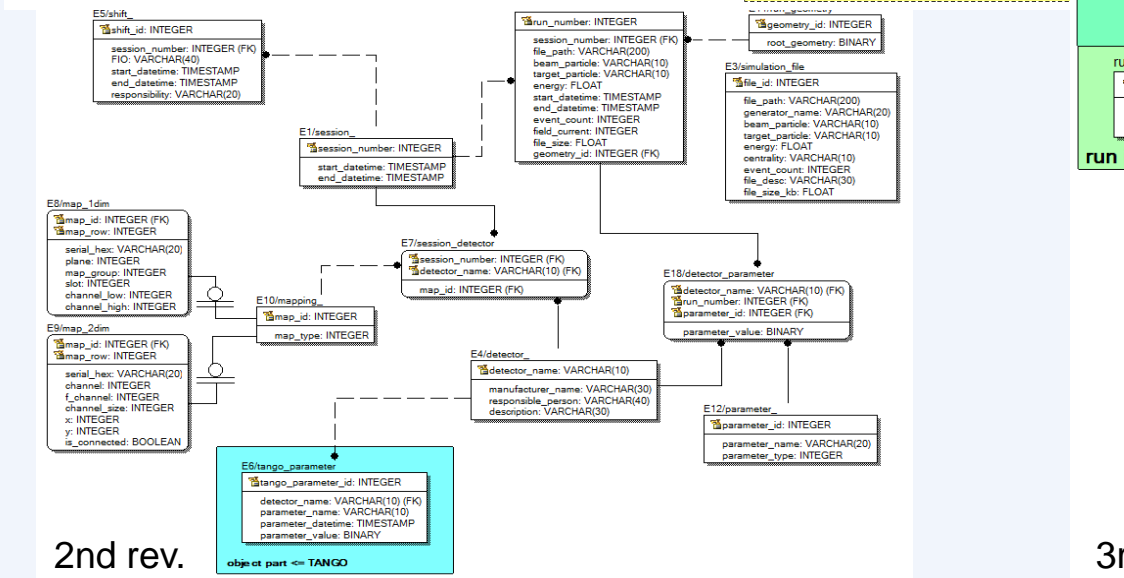 E5/shift_
shift_id: INTEGER
session_number: INTEGER (FK)
FIO: VARCHAR(40)
start_datetime: TIMESTAMP
end_datetime: TIMESTAMP
responsibility: VARCHAR(20)
run_number: INTEGER
session_number: INTEGER (FK)
file_path: VARCHAR(200)
beam_particle: VARCHAR(10)
target_particle: VARCHAR(10)
energy: FLOAT
start_datetime: TIMESTAMP
end_datetime: TIMESTAMP
event_count: INTEGER
field_current: INTEGER
file_size: FLOAT
geometry_id: INTEGER (FK)
geometry_id: INTEGER
root_geometry: BINARY
E3/simulation_file
file_id: INTEGER
file_path: VARCHAR(200)
generator_name: VARCHAR(20)
beam_particle: VARCHAR(10)
target_particle: VARCHAR(10)
energy: FLOAT
centrality: VARCHAR(10)
event_count: INTEGER
file_desc: VARCHAR(30)
file_size_kb: FLOAT
run
E1/session_
session_number: INTEGER
start_datetime: TIMESTAMP
end_datetime: TIMESTAMP
E8/map_1dim
map_id: INTEGER (FK)
map_row: INTEGER
serial_hex: VARCHAR(20)
plane: INTEGER
map_group: INTEGER
slot: INTEGER
channel_low: INTEGER
channel_high: INTEGER
E7/session_detector
session_number: INTEGER (FK)
detector_name: VARCHAR(10) (FK)
map_id: INTEGER (FK)
E18/detector_parameter
detector_name: VARCHAR(10) (FK)
run_number: INTEGER (FK)
parameter_id: INTEGER (FK)
parameter_value: BINARY
E10/mapping_
map_id: INTEGER
map_type: INTEGER
E9/map_2dim
map_id: INTEGER (FK)
map_row: INTEGER
serial_hex: VARCHAR(20)
channel: INTEGER
f_channel: INTEGER
channel_size: INTEGER
x: INTEGER
y: INTEGER
is_connected: BOOLEAN
E4/detector_
detector_name: VARCHAR(10)
manufacturer_name: VARCHAR(30)
responsible_person: VARCHAR(40)
description: VARCHAR(30)
E12/parameter_
parameter_id: INTEGER
parameter_name: VARCHAR(20)
parameter_type: INTEGER
E6/tango_parameter
tango_parameter_id: INTEGER
detector_name: VARCHAR(10) (FK)
parameter_name: VARCHAR(10)
parameter_datetime: TIMESTAMP
parameter_value: BINARY
object part <= TANGO
2nd rev.